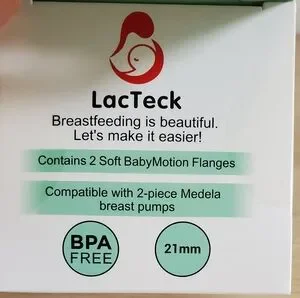 LacTeck
Breastfeeding is beautiful.
Let's make it easier!
Contains 2 Soft BabyMotion Flanges
Compatible with 2-piece Medela
breast pumps
BPA
FREE
21mm